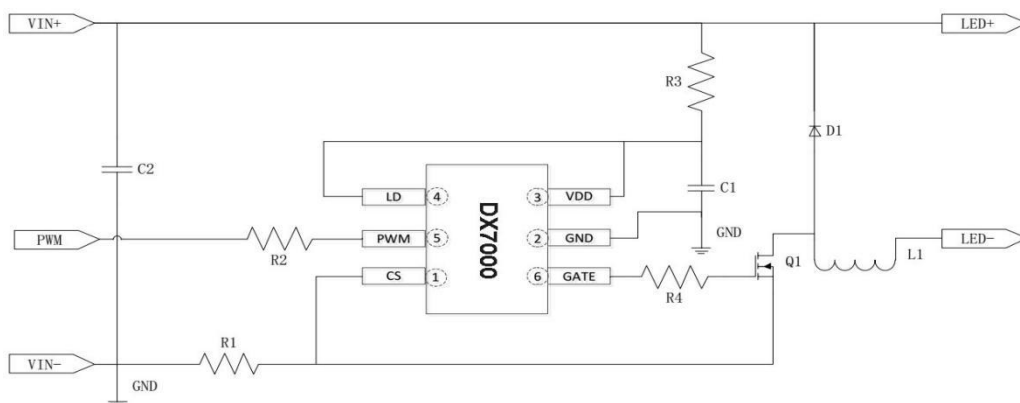 VIN+
LED+
R3
D1
C2
LD
4
3
VDD
C1
PWM
R2
PWM
5
DX7000
2
GND
GND
LED-
L1
Q1
CS
1
6
GATE
R4
R1
VIN-
GND